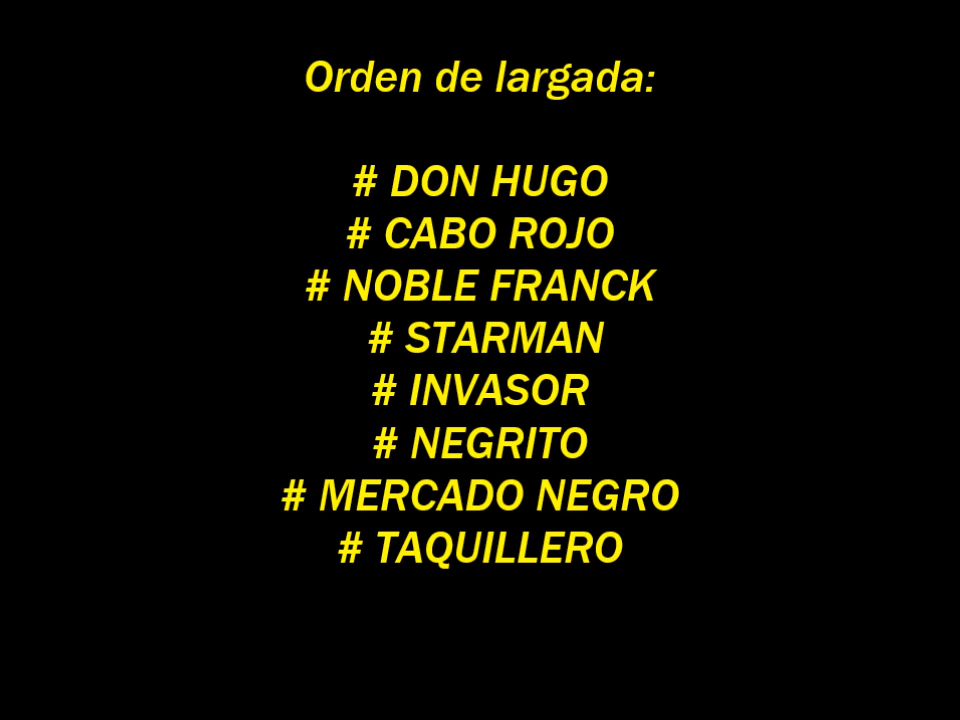 Orden de largada:
# DON HUGO
# CABO ROJO
# NOBLE FRANCK
# STARMAN
# INVASOR
# NEGRITO
# MERCADO NEGRO
# TAQUILLERO